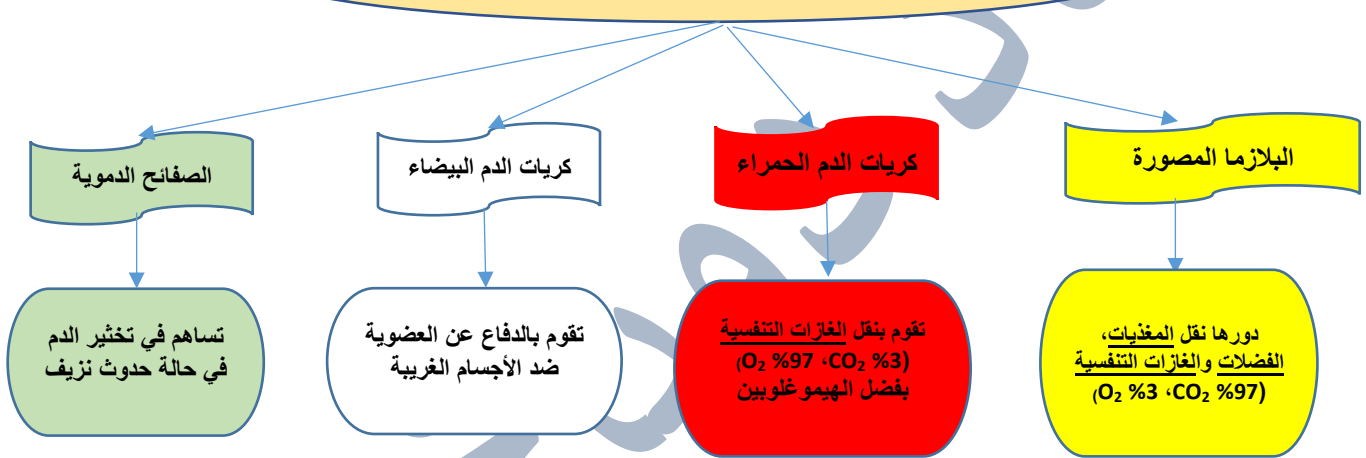 البلازما المصورة
كريات الدم الحمراء
كريات الدم البيضاء
الصفائح الدموية
دورها نقل المغذيات،
الفضلات والغازات التنفسية
(O₂ %3 ،CO₂ %97)
تقوم بنقل الغازات التنفسية
(O₂ %97 ،CO₂ %3)
بفضل الهيموغلوبين
تقوم بالدفاع عن العضوية
ضد الأجسام الغريبة
تساهم في تخثير الدم
في حالة حدوث نزيف